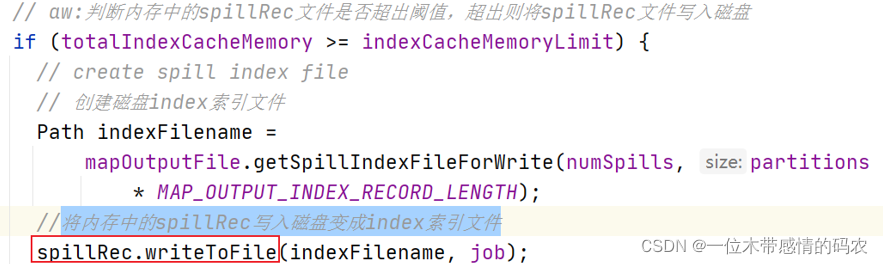 // aw:判断内存中的spillRec文件是否超出阈值，超出则将spillRec文件写入磁盘
if (totalIndexCacheMemory >= indexCacheMemoryLimit) {
// create spill index file
// 创建磁盘index索引文件
Path indexFilename =
mapOutputFile.getSpillIndexFileForWrite(numSpills, size: partitions
* MAP_OUTPUT_INDEX_RECORD_LENGTH);
//将内存中的spillRec写入磁盘变成index索引文件
spillRec.writeToFile(indexFilename, job);
CSDN @一位木带感情的码农